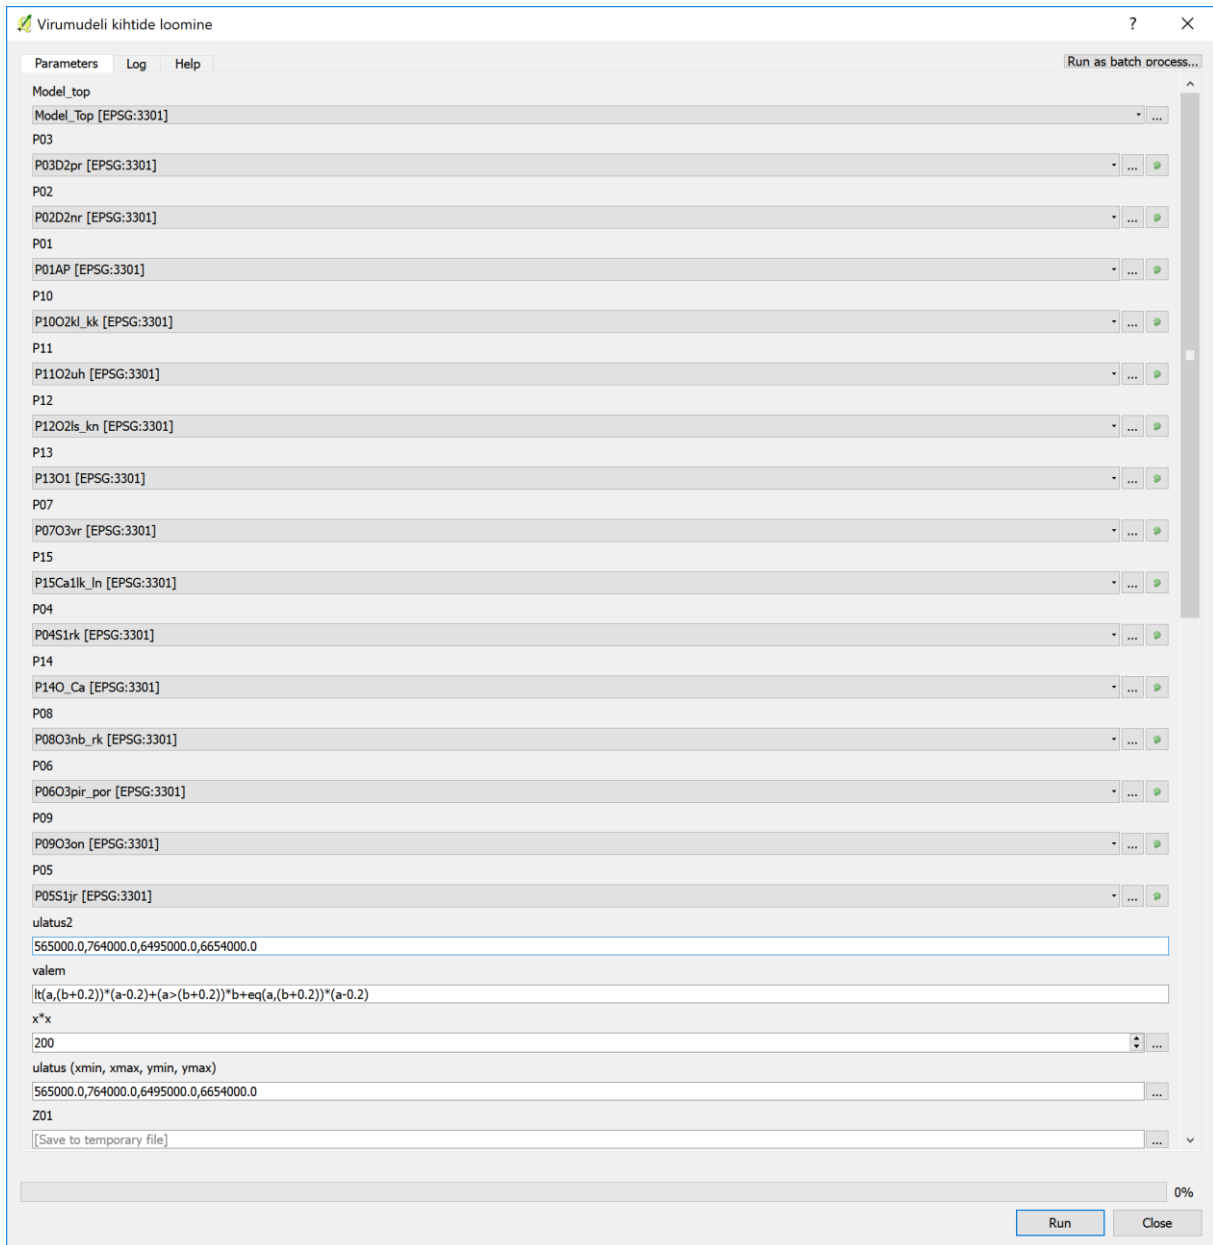 Virumudeli kihtide loomine
?
Parameters Log Help Run as batch process...
Model_top
Model_Top [EPSG:3301] ...
P03
P03D2pr [EPSG:3301] ...
P02
P02D2nr [EPSG:3301] ...
P01
P01AP [EPSG:3301] ...
P10
P10O2kl_kk [EPSG:3301] ...
P11
P11O2uh [EPSG:3301] ...
P12
P12O2ls_kn [EPSG:3301] ...
P13
P13O1 [EPSG:3301] ...
P07
P07O3vr [EPSG:3301] ...
P15
P15Ca1lk_ln [EPSG:3301] ...
P04
P04S1rk [EPSG:3301] ...
P14
P14O_Ca [EPSG:3301] ...
P08
P08O3nb_rk [EPSG:3301] ...
P06
P06O3pir_por [EPSG:3301] ...
P09
P09O3on [EPSG:3301] ...
P05
P05S1jr [EPSG:3301] ...
ulatus2
565000.0,764000.0,6495000.0,6654000.0
valem
lt(a,(b+0.2))*(a-0.2)+(a>(b+0.2))*b+eq(a,(b+0.2))*(a-0.2)
x*x
200 ...
ulatus (xmin, xmax, ymin, ymax)
565000.0,764000.0,6495000.0,6654000.0 ...
Z01
[Save to temporary file] ...
0%
Run Close